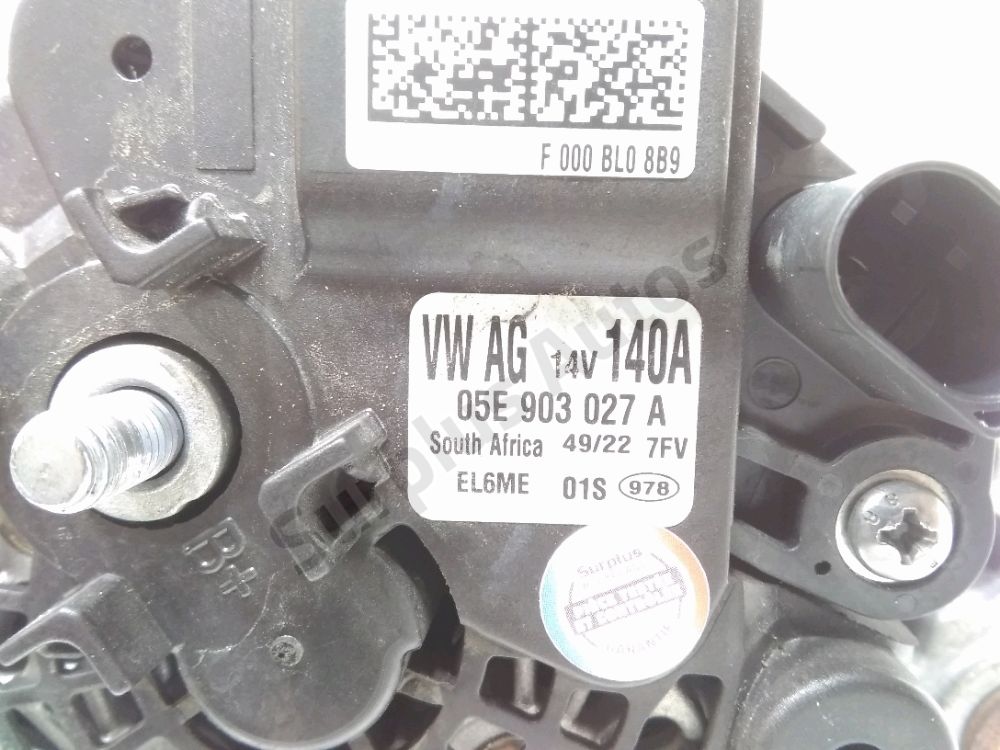 F 000 BL0 8B9
VW AG 14V 140A
05E 903 027 A
South Africa 49/22 7FV
EL6ME 01S 978
B+
Surplus Autos
Surplus
GARANTIE